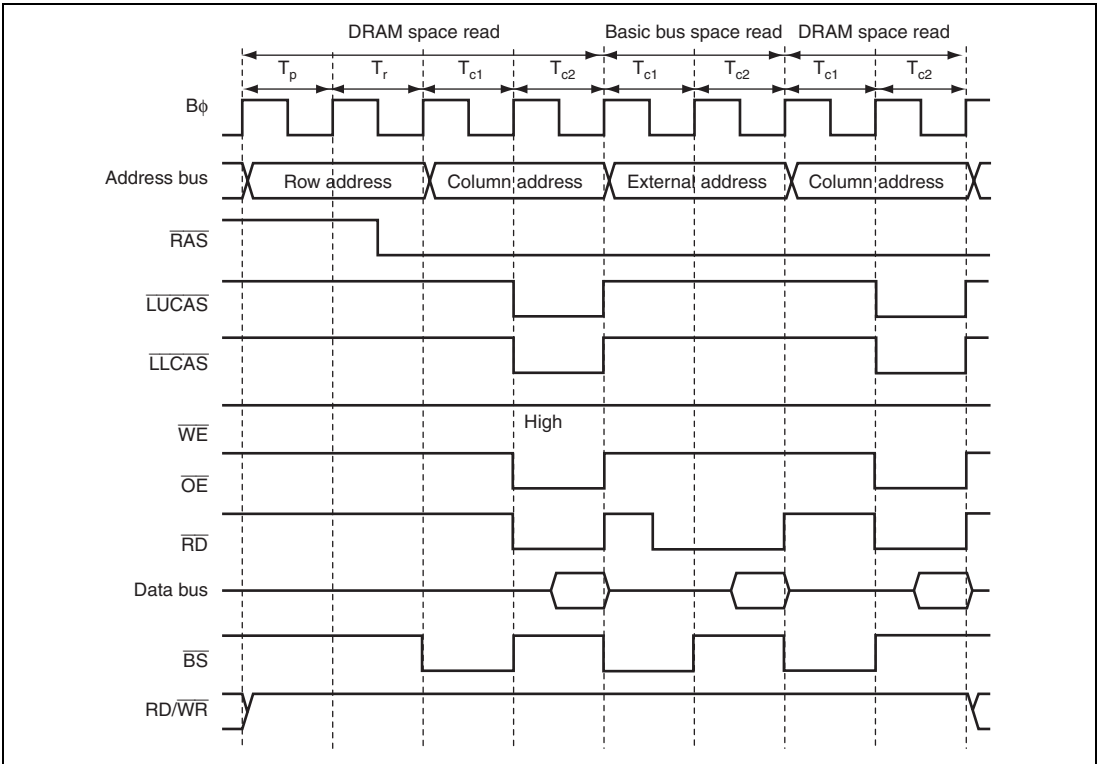 DRAM space read Basic bus space read DRAM space read
Tp Tr Tc1 Tc2 Tc1 Tc2 Tc1 Tc2
Bϕ
Address bus Row address Column address External address Column address
RAS
LUCAS
LLCAS
High
WE
OE
RD
Data bus
BS
RD/WR